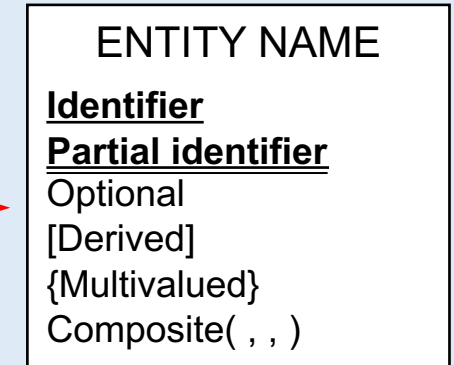 ENTITY NAME
Identifier
Partial identifier
Optional
[Derived]
{Multivalued}
Composite( , , )